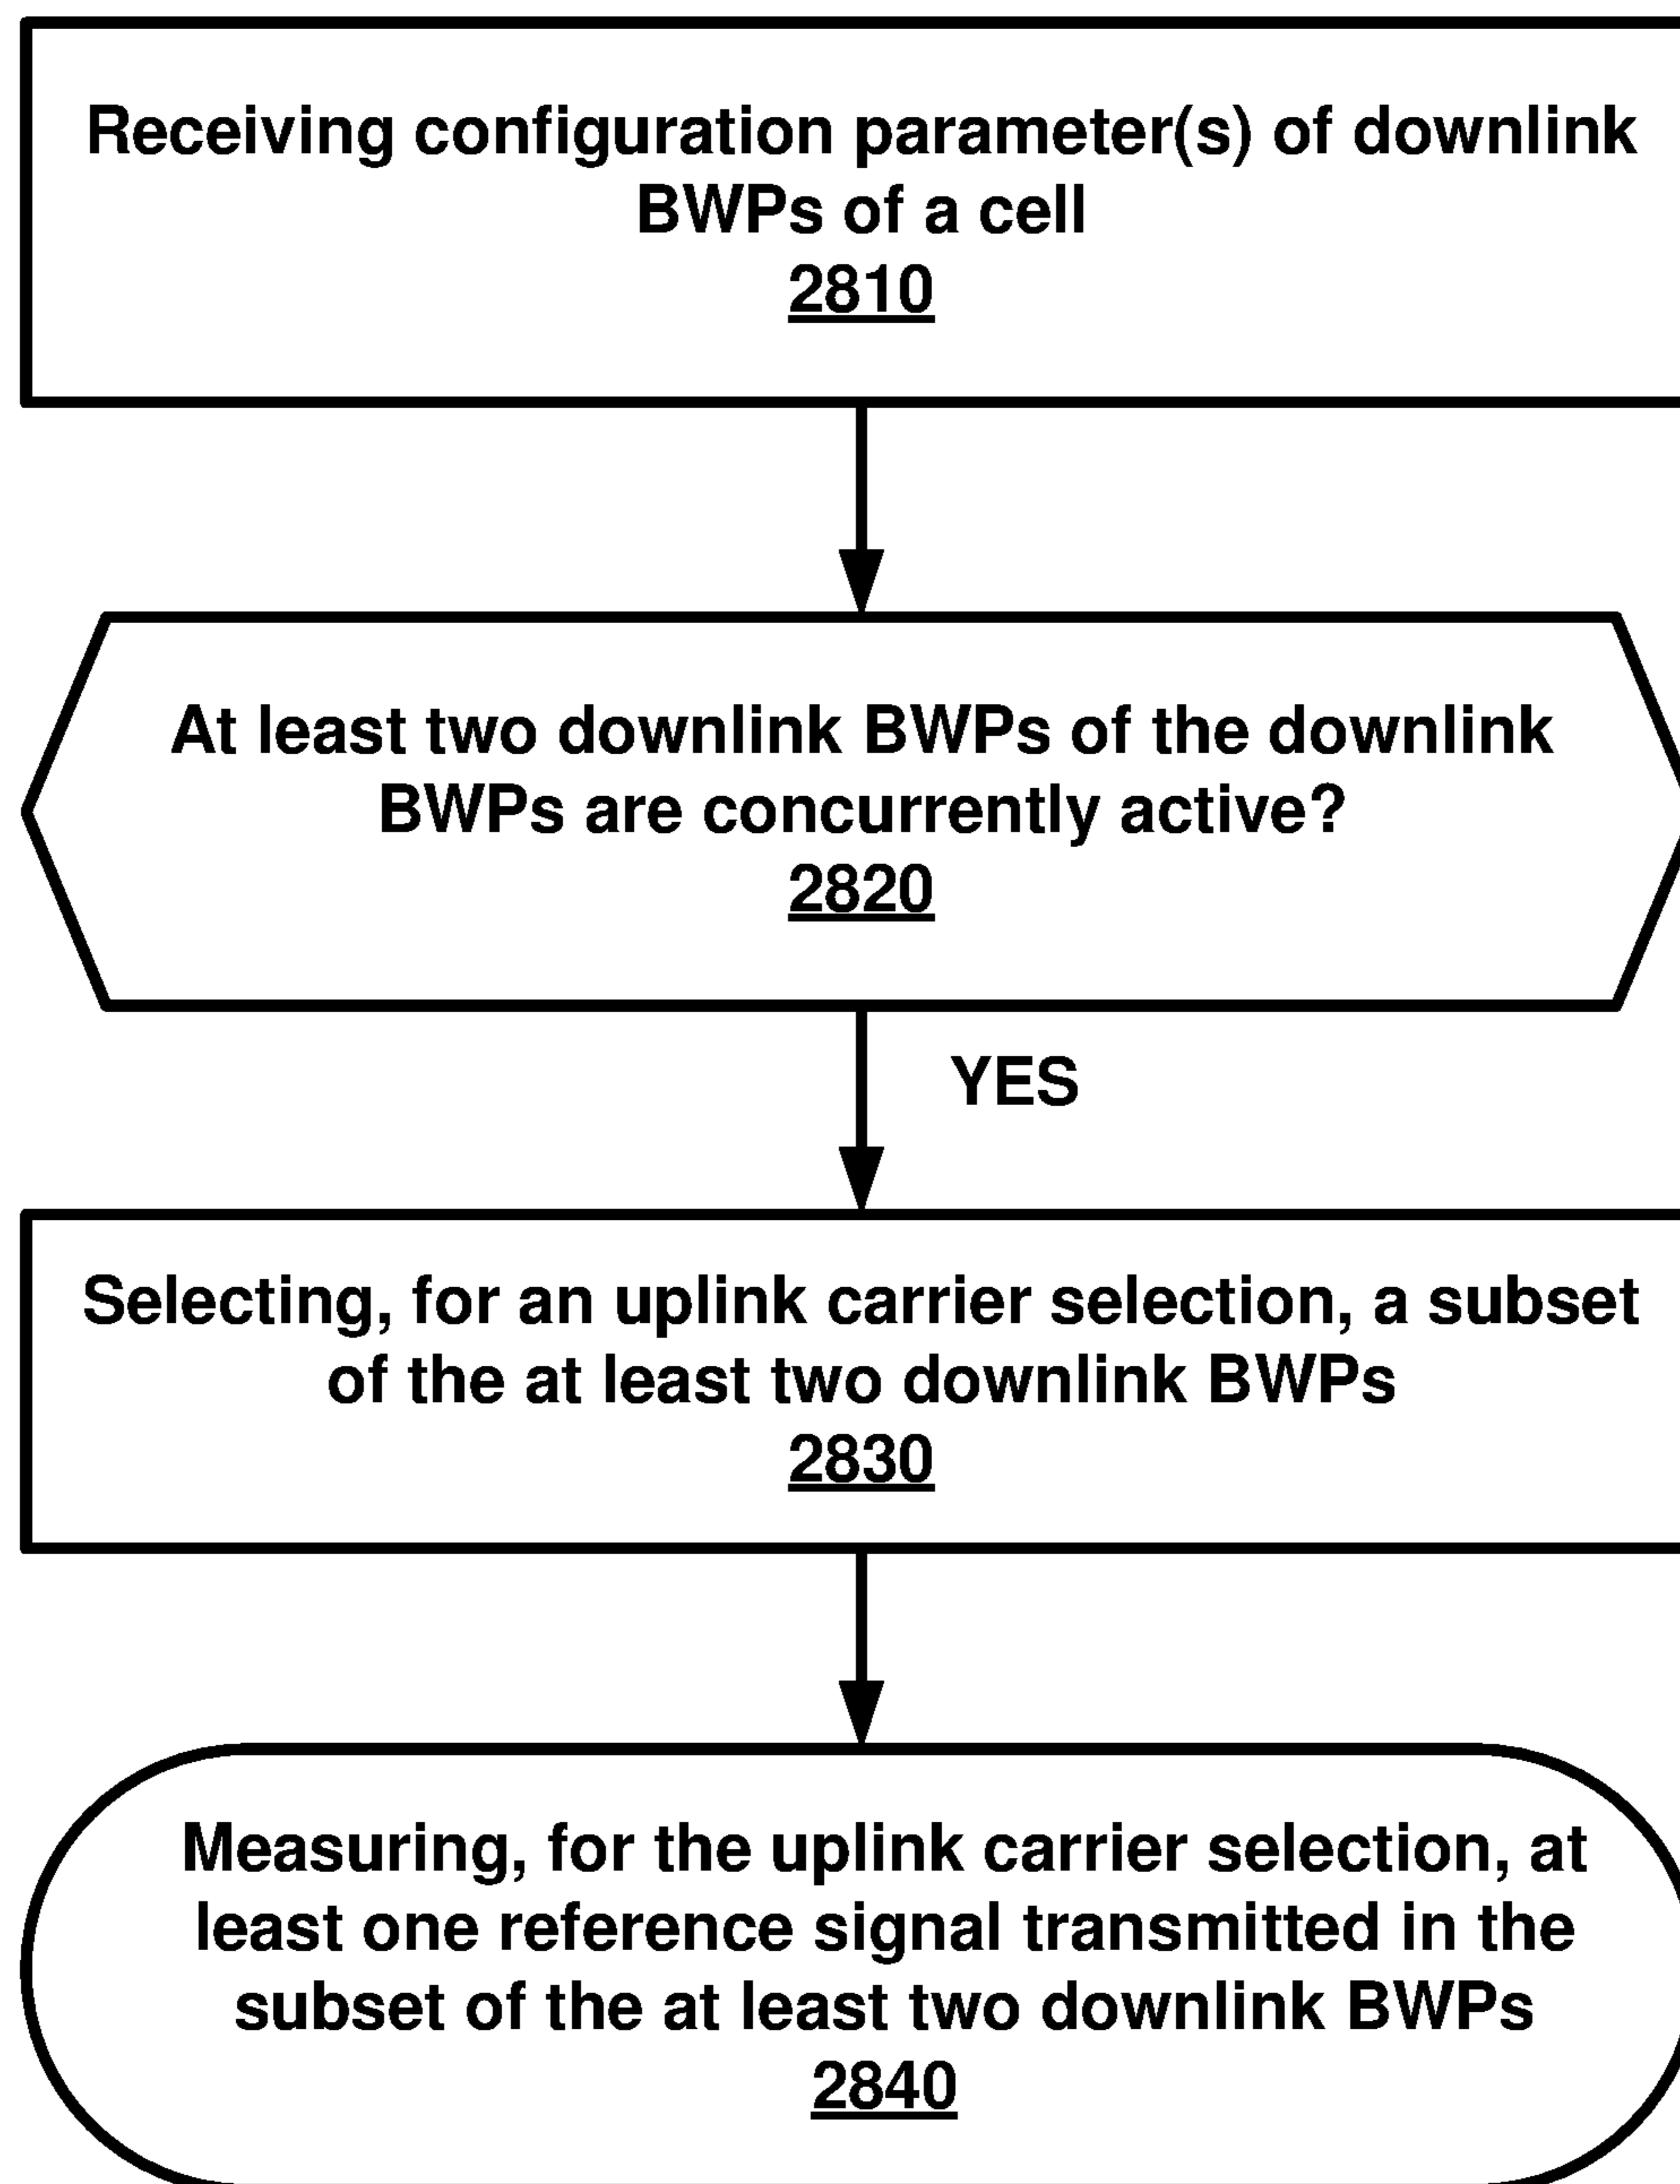 Receiving configuration parameter(s) of downlink
BWPs of a cell
2810
At least two downlink BWPs of the downlink
BWPs are concurrently active?
2820
YES
Selecting, for an uplink carrier selection, a subset
of the at least two downlink BWPs
2830
Measuring, for the uplink carrier selection, at
least one reference signal transmitted in the
subset of the at least two downlink BWPs
2840